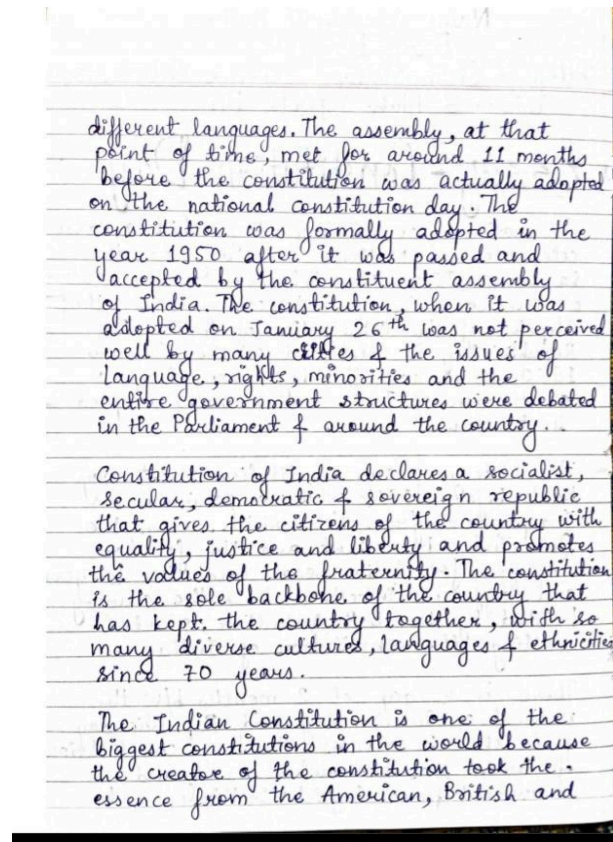 different languages. The assembly, at that
point of time, met for around 11 months
before the constitution was actually adopted
on the national constitution day. The
constitution was formally adopted in the
year 1950 after it was passed and
accepted by the constituent assembly
of India. The constitution, when it was
adopted on January 26th was not perceived
well by many critics & the issues of
language, rights, minorities and the
entire government structures were debated
in the Parliament & around the country.
Constitution of India declares a socialist,
secular, democratic & sovereign republic
that gives the citizens of the country with
equality, justice and liberty and promotes
the values of the fraternity. The constitution
is the sole backbone of the country that
has kept the country together, with so
many diverse cultures, languages & ethnicities
since 70 years.
The Indian Constitution is one of the
biggest constitutions in the world because
the creator of the constitution took the
essence from the American, British and